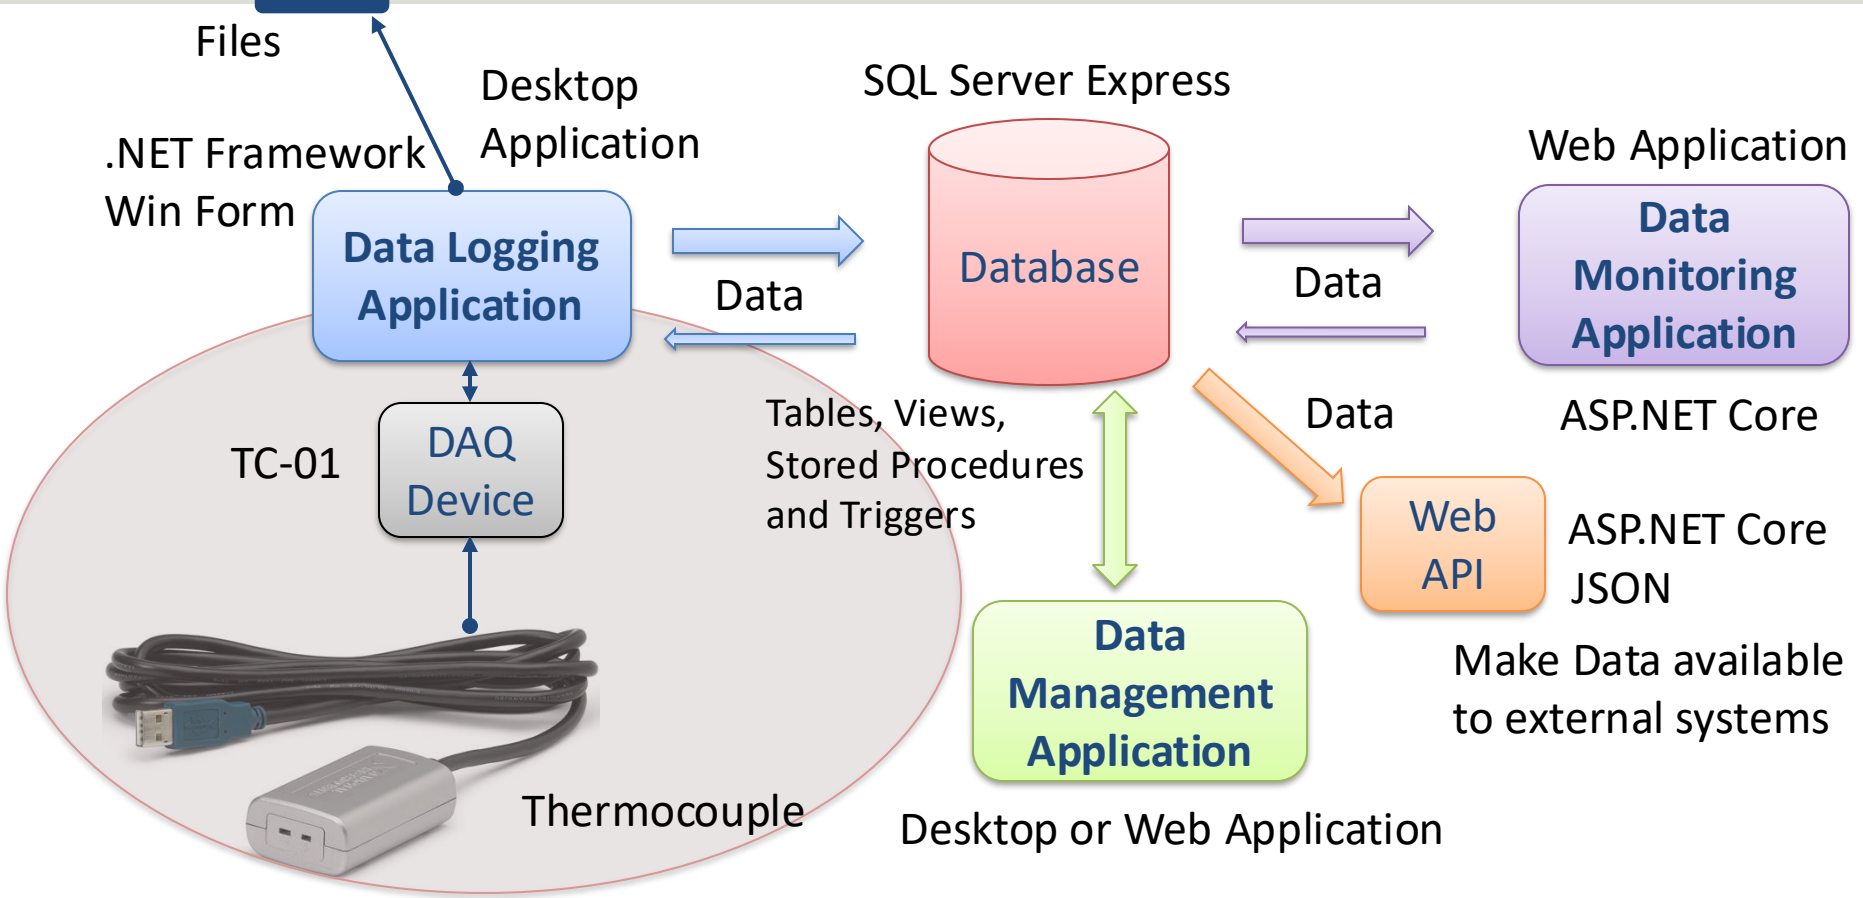 Files
Desktop
Application
.NET Framework
Win Form
Data Logging
Application
Data
SQL Server Express
Database
Tables, Views,
Stored Procedures
and Triggers
Data
Web Application
Data
Monitoring
Application
ASP.NET Core
Data
Web
API
ASP.NET Core
JSON
Make Data available
to external systems
TC-01
DAQ
Device
Thermocouple
Data
Management
Application
Desktop or Web Application